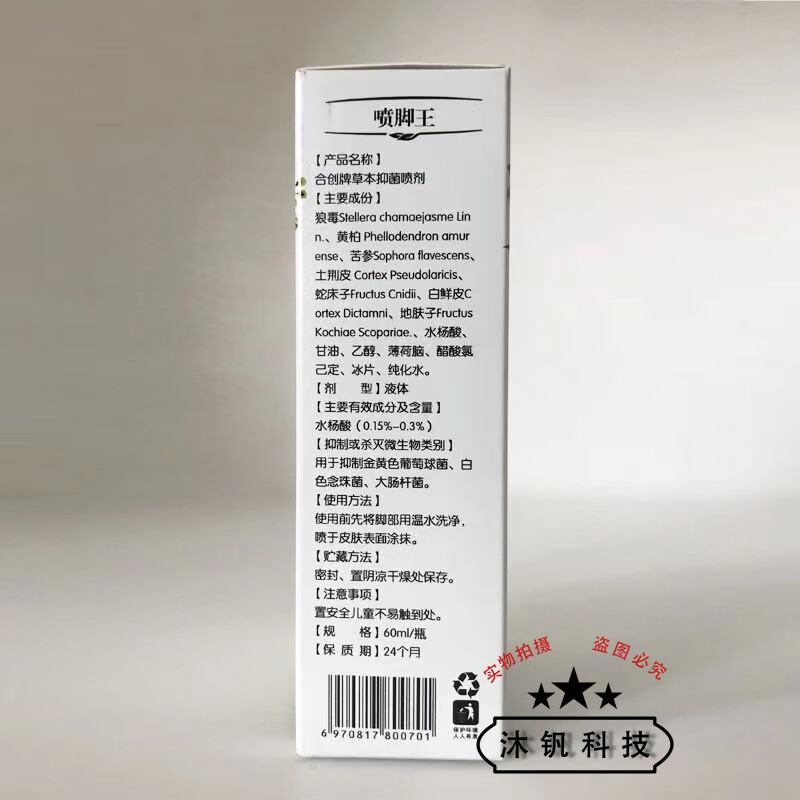 喷脚王
【产品名称】
合创牌草本抑菌喷剂
【主要成份】
狼毒Stellera chamaejasme Lin
n.、黄柏 Phellodendron amur
ense、苦参Sophora flavescens、
土荆皮 Cortex Pseudolaricis、
蛇床子Fructus Cnidii、白鲜皮C
ortex Dictamni、地肤子Fructus
Kochiae Scopariae.、水杨酸、
甘油、乙醇、薄荷脑、醋酸氯
己定、冰片、纯化水。
【剂 型】液体
【主要有效成分及含量】
水杨酸（0.15%-0.3%）
【抑制或杀灭微生物类别】
用于抑制金黄色葡萄球菌、白
色念珠菌、大肠杆菌。
【使用方法】
使用前先将脚部用温水洗净，
喷于皮肤表面涂抹。
【贮藏方法】
密封、置阴凉干燥处保存。
【注意事项】
置安全儿童不易触到处。
【规 格】60ml/瓶
【保 质 期】24个月
6 970817 800701
保护环境
人人有责
实物拍摄 盗图必究
沐钒科技